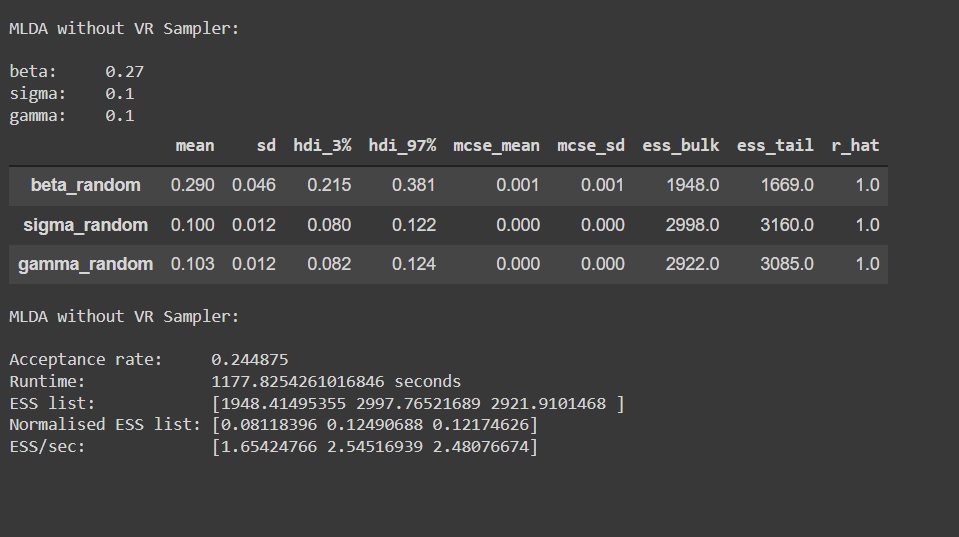 MLDA without VR Sampler:
beta: 0.27
sigma: 0.1
gamma: 0.1
mean sd hdi_3% hdi_97% mcse_mean mcse_sd ess_bulk ess_tail r_hat
beta_random 0.290 0.046 0.215 0.381 0.001 0.001 1948.0 1669.0 1.0
sigma_random 0.100 0.012 0.080 0.122 0.000 0.000 2998.0 3160.0 1.0
gamma_random 0.103 0.012 0.082 0.124 0.000 0.000 2922.0 3085.0 1.0
MLDA without VR Sampler:
Acceptance rate: 0.244875
Runtime: 1177.8254261016846 seconds
ESS list: [1948.41495355 2997.76521689 2921.9101468 ]
Normalised ESS list: [0.08118396 0.12490688 0.12174626]
ESS/sec: [1.65424766 2.54516939 2.48076674]